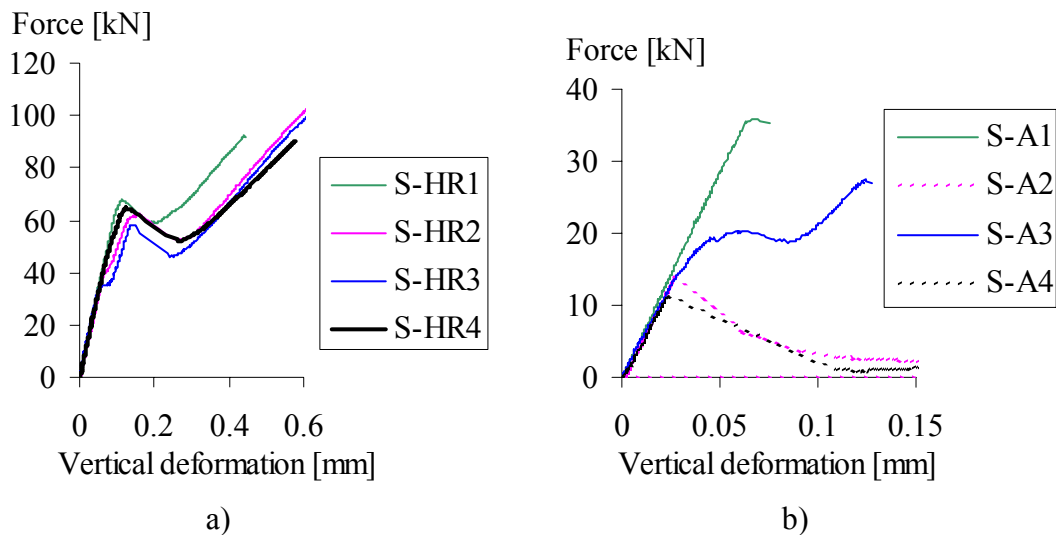 Force [kN]
120
100
80
60
40
20
0
0 0.2 0.4 0.6
Vertical deformation [mm]
S-HR1
S-HR2
S-HR3
S-HR4
a)
Force [kN]
40
30
20
10
0
0 0.05 0.1 0.15
Vertical deformation [mm]
S-A1
S-A2
S-A3
S-A4
b)